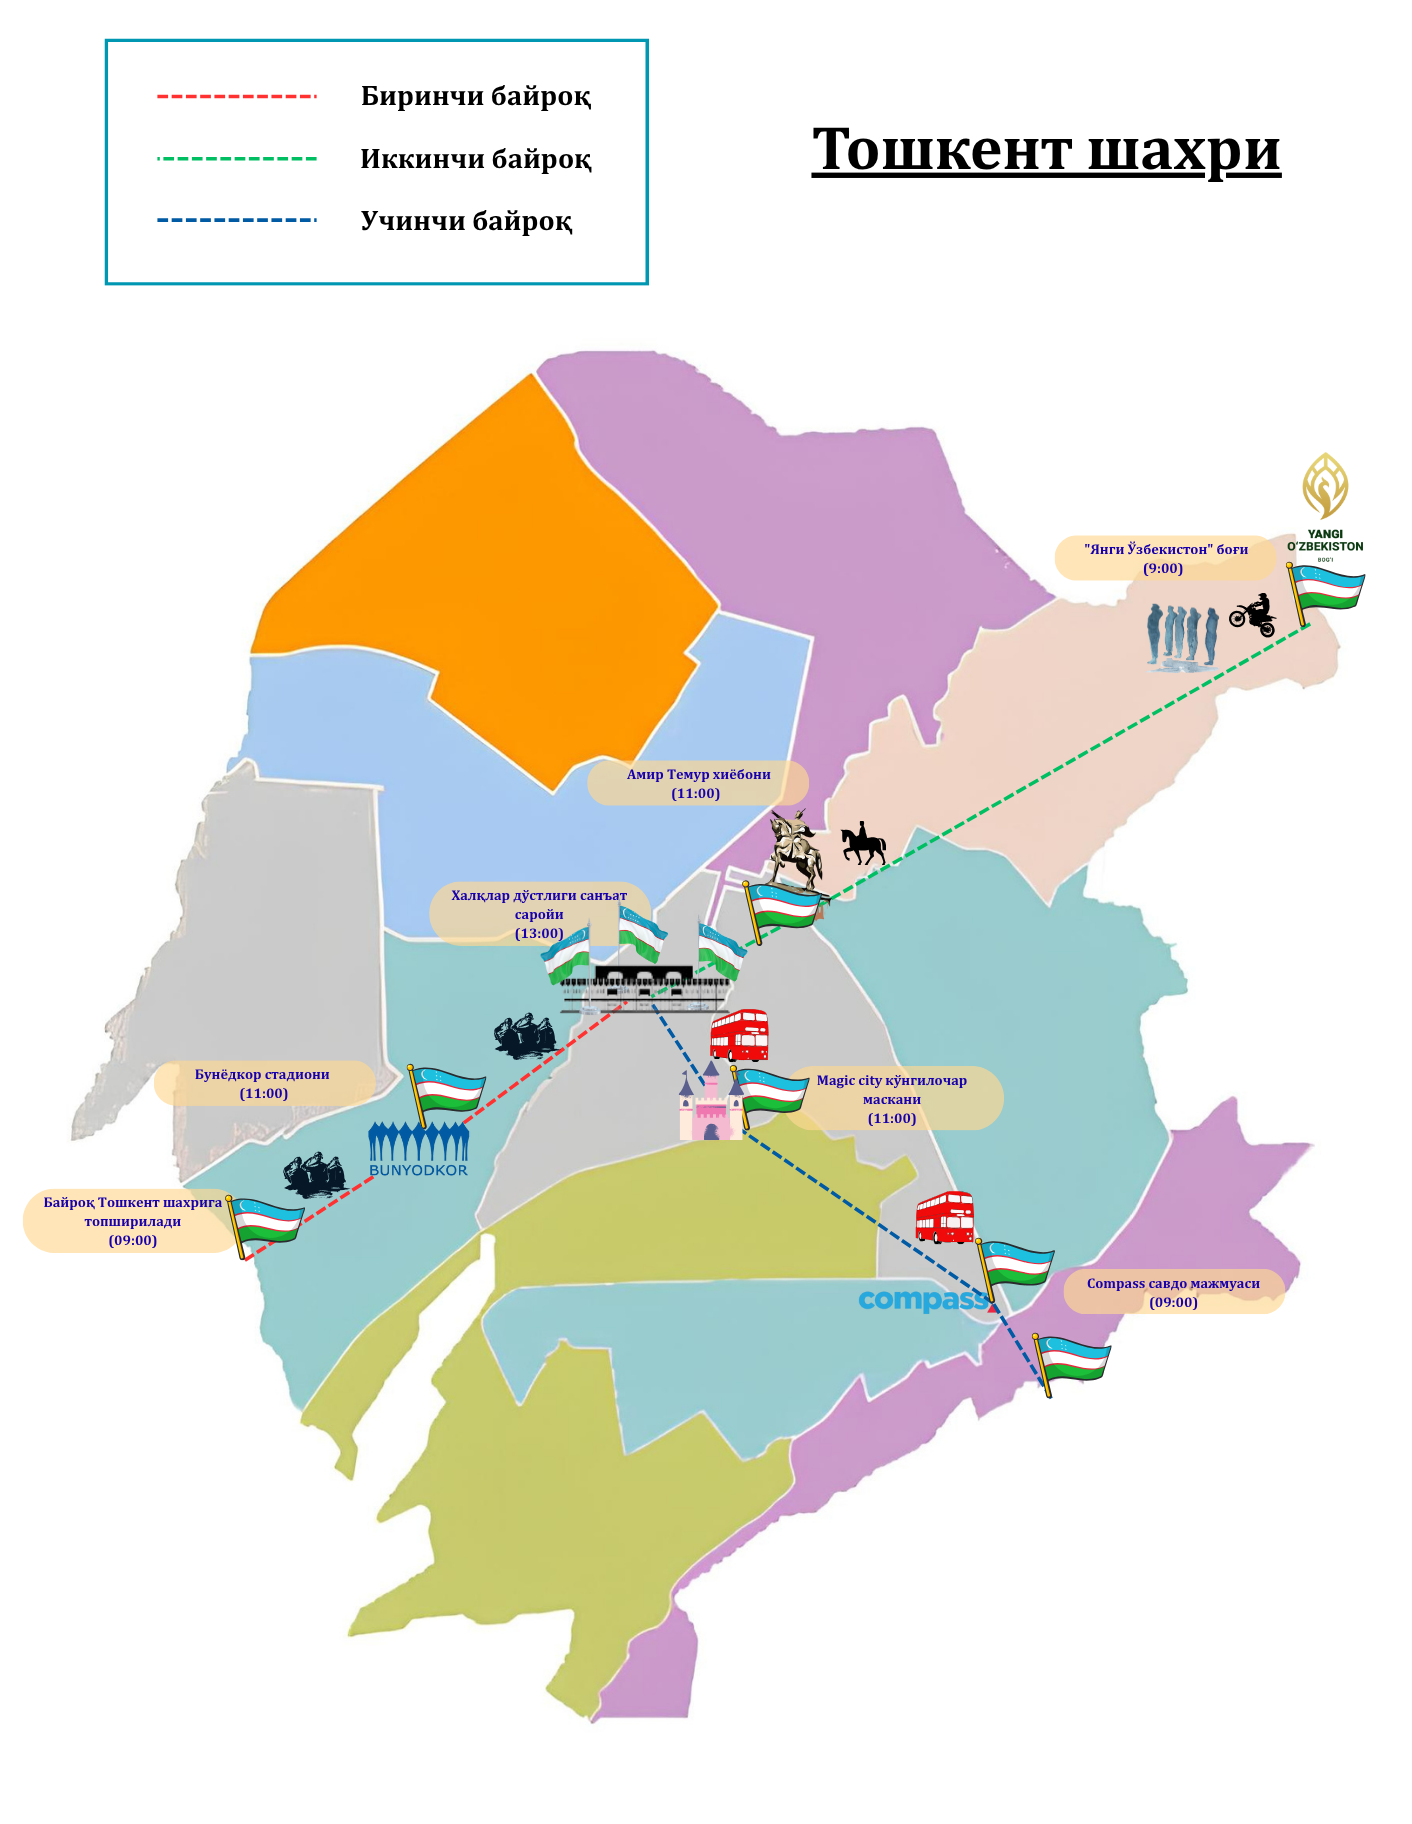 Биринчи байроқ
Иккинчи байроқ
Учинчи байроқ
Тошкент шахри
YANGI
O‘ZBEKISTON
BOG‘I
"Янги Ўзбекистон" боғи
(9:00)
Амир Темур хиёбони
(11:00)
Халқлар дўстлиги санъат
саройи
(13:00)
Бунёдкор стадиони
(11:00)
Magic city кўнгилочар
маскани
(11:00)
BUNYODKOR
Байроқ Тошкент шахрига
топширилади
(09:00)
compass
Compass савдо мажмуаси
(09:00)